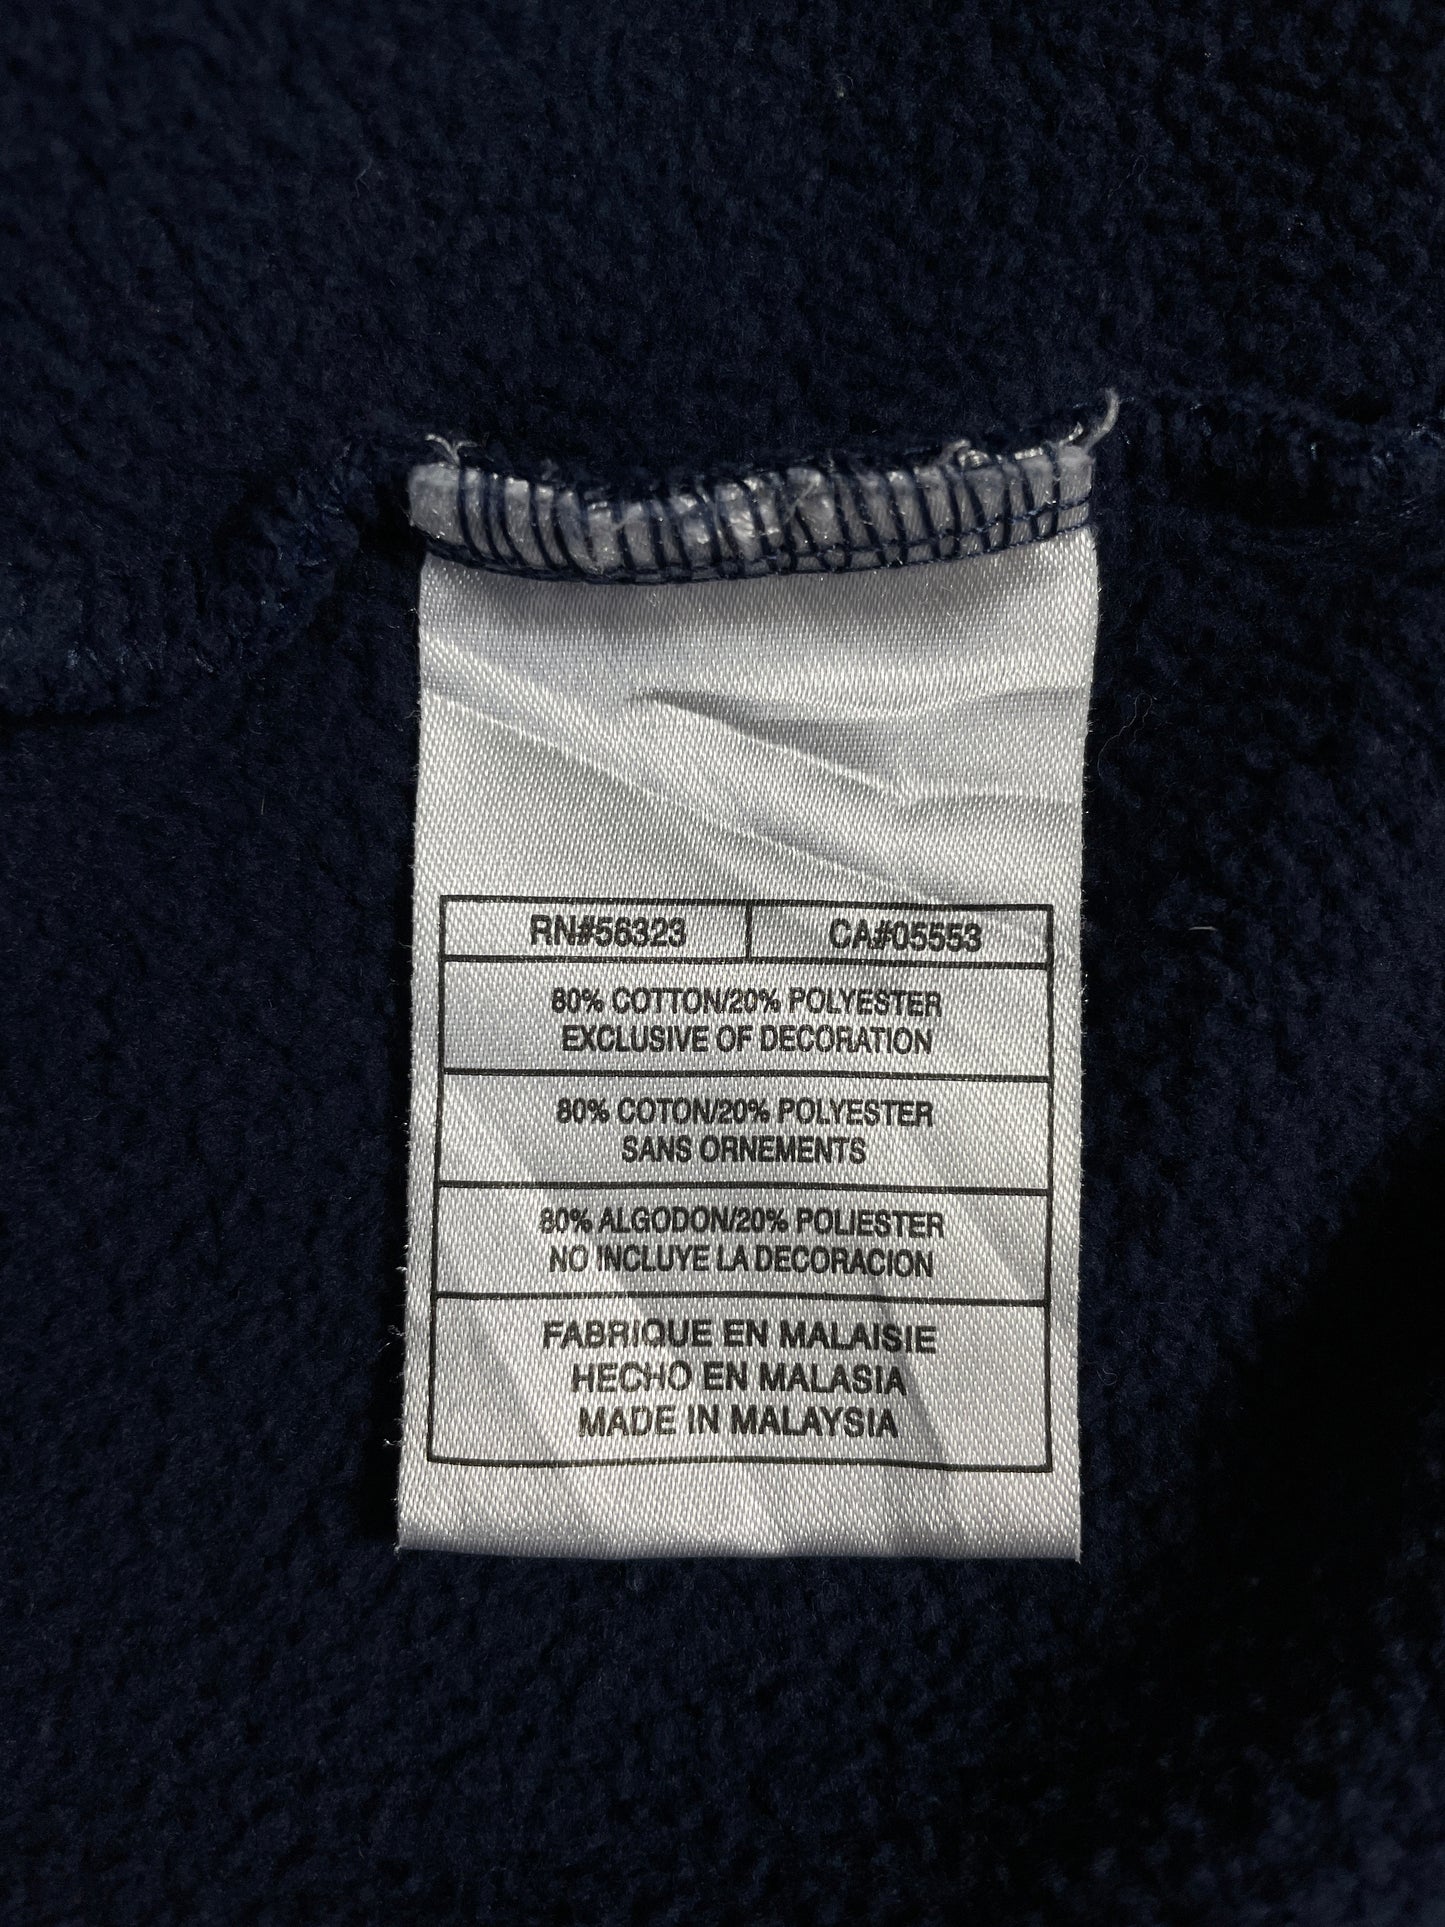 RN#56323 CA#05553
80% COTTON/20% POLYESTER
EXCLUSIVE OF DECORATION
80% COTON/20% POLYESTER
SANS ORNEMENTS
80% ALGODON/20% POLIESTER
NO INCLUYE LA DECORACION
FABRIQUE EN MALAISIE
HECHO EN MALASIA
MADE IN MALAYSIA